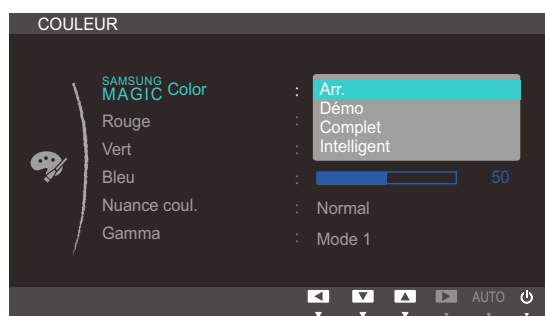 COULEUR
SAMSUNG
MAGIC Color : Arr.
Démo
Complet
Intelligent
Rouge :
Vert :
Bleu : 50
Nuance coul. : Normal
Gamma : Mode 1
AUTO